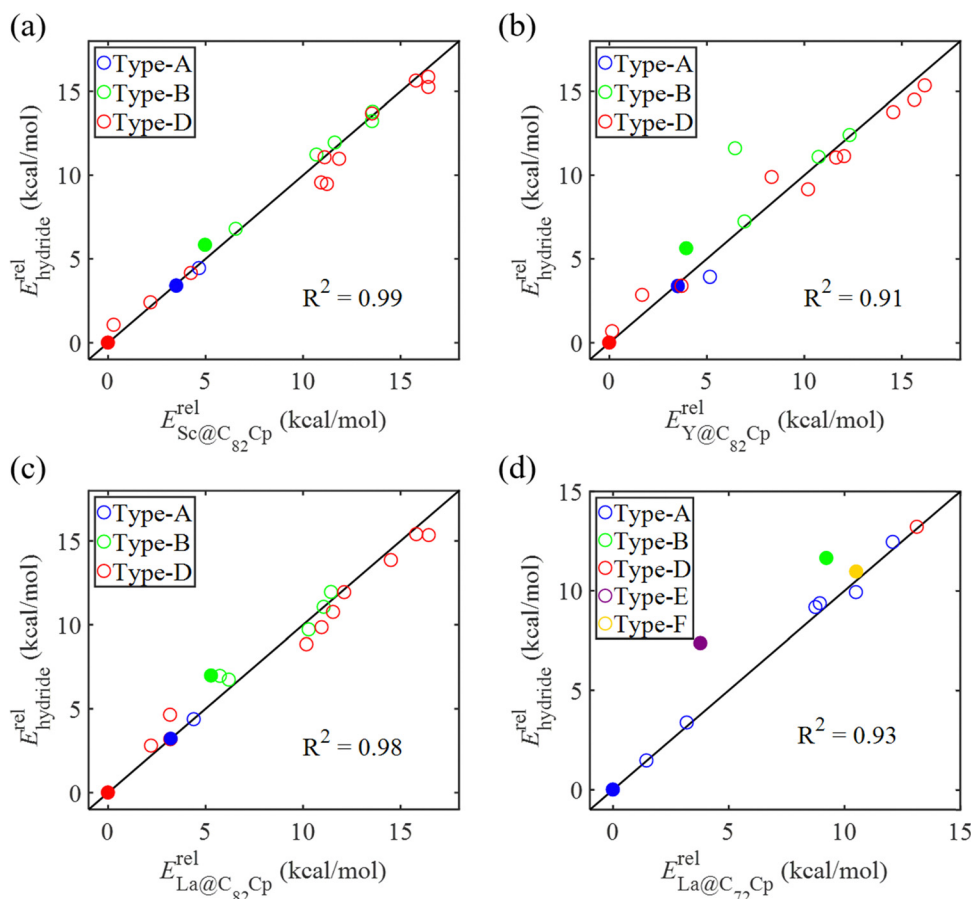 (a)
Type-A
Type-B
Type-D
15
10
5
0
E^rel_hydride (kcal/mol)
R² = 0.99
0 5 10 15
E^rel_Sc@C₈₂Cp (kcal/mol)
(b)
Type-A
Type-B
Type-D
15
10
5
0
E^rel_hydride (kcal/mol)
R² = 0.91
0 5 10 15
E^rel_Y@C₈₂Cp (kcal/mol)
(c)
Type-A
Type-B
Type-D
15
10
5
0
E^rel_hydride (kcal/mol)
R² = 0.98
0 5 10 15
E^rel_La@C₈₂Cp (kcal/mol)
(d)
Type-A
Type-B
Type-D
Type-E
Type-F
15
10
5
0
E^rel_hydride (kcal/mol)
R² = 0.93
0 5 10 15
E^rel_La@C₇₂Cp (kcal/mol)